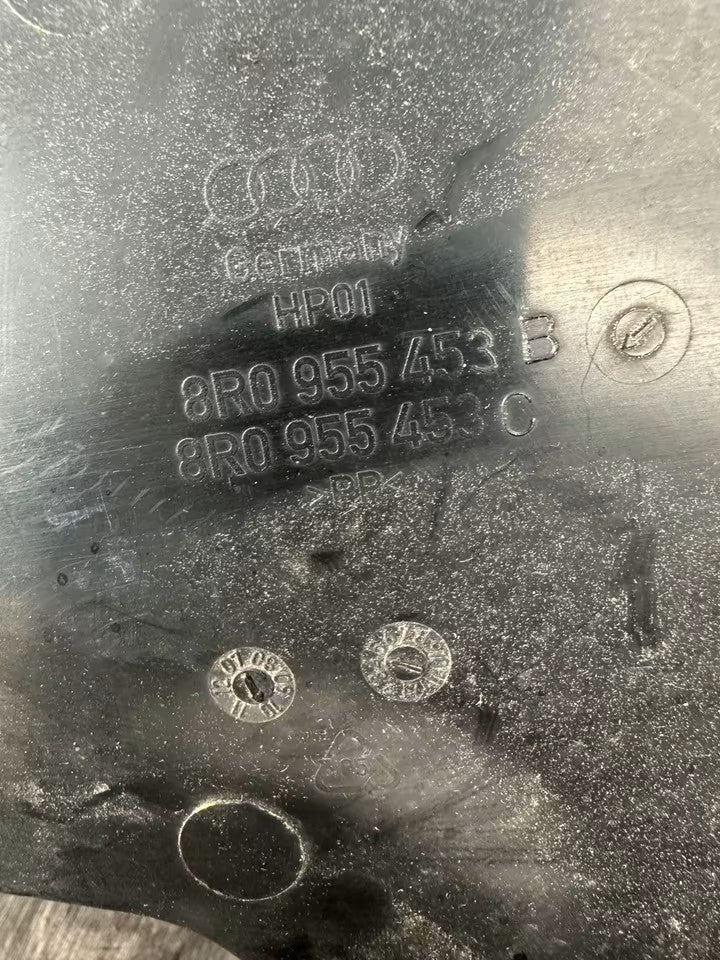 Germany
HP01
8R0 955 453 B
8R0 955 453 C
>PP<